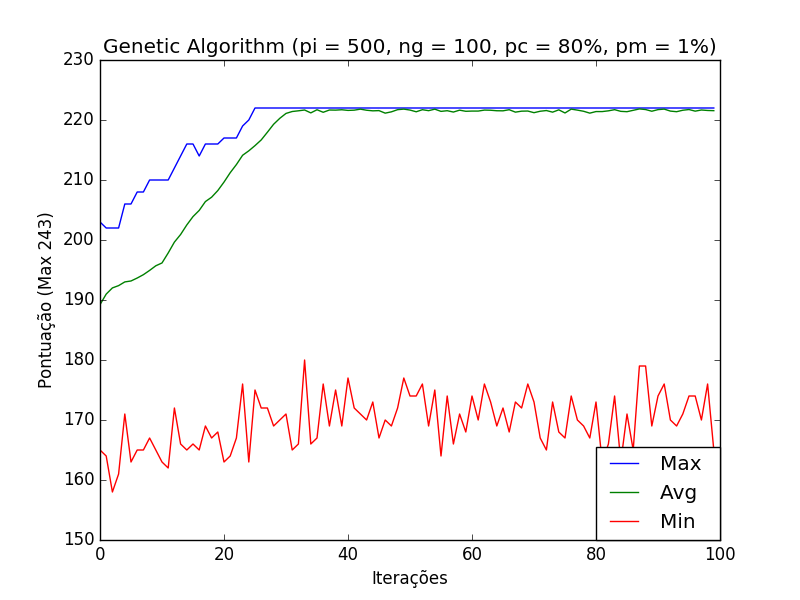 Genetic Algorithm (pi = 500, ng = 100, pc = 80%, pm = 1%)
230
220
210
200
190
180
170
160
150
Pontuação (Max 243)
Max
Avg
Min
0
20
40
60
80
100
Iterações